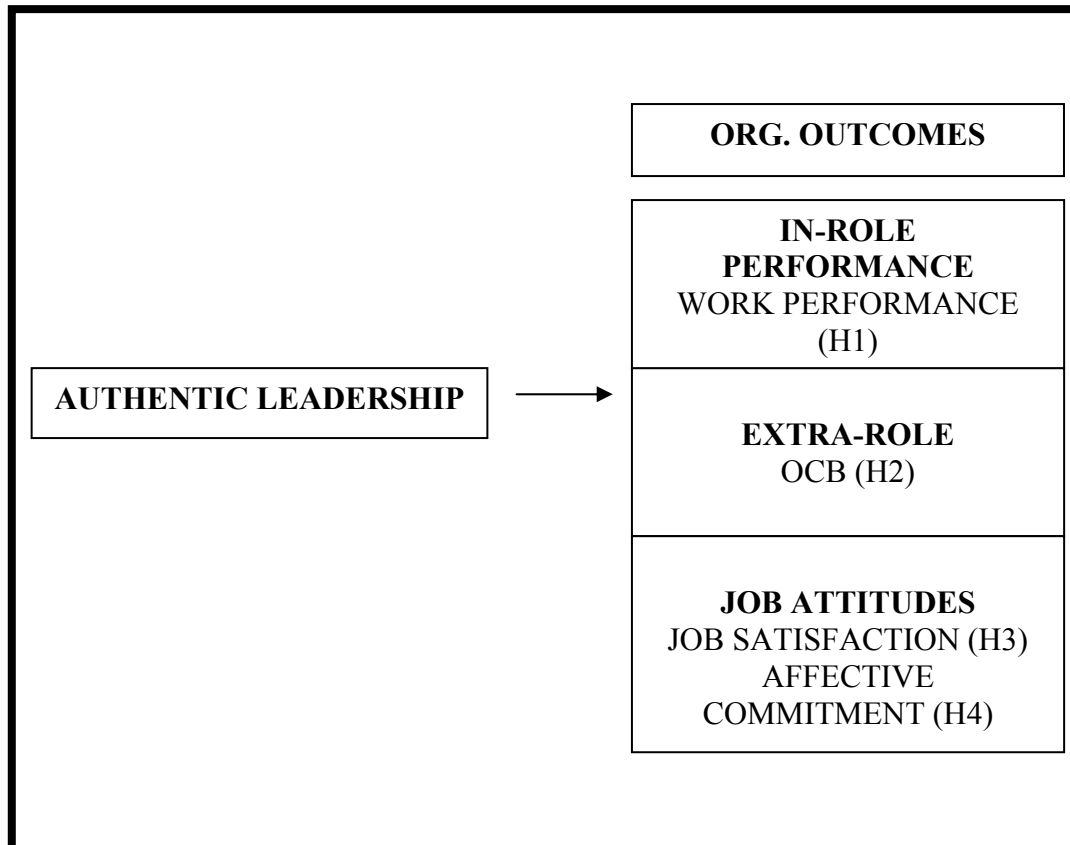 ORG. OUTCOMES
IN-ROLE
PERFORMANCE
WORK PERFORMANCE
(H1)
AUTHENTIC LEADERSHIP
EXTRA-ROLE
OCB (H2)
JOB ATTITUDES
JOB SATISFACTION (H3)
AFFECTIVE
COMMITMENT (H4)